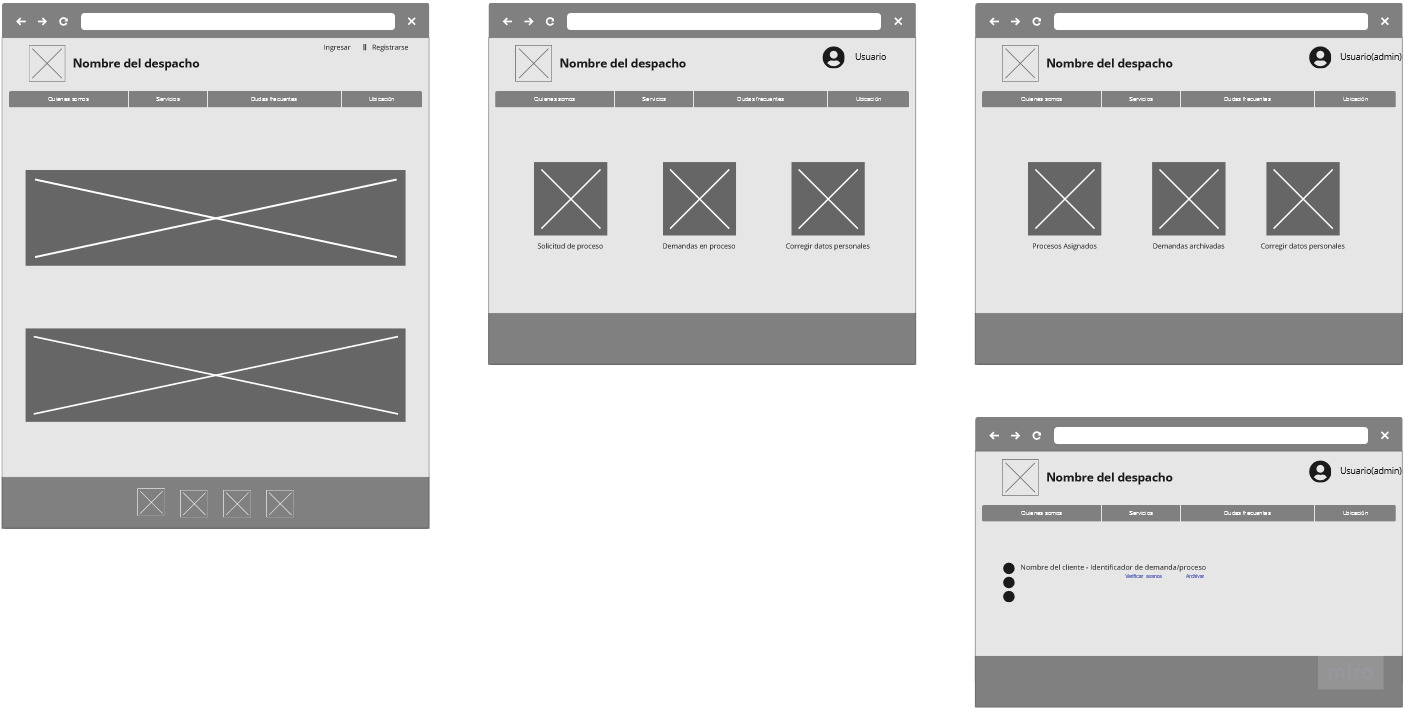 Ingresar || Registrarse
Nombre del despacho
Quienes somos Servicios Dudas frecuentes Ubicación
Usuario
Nombre del despacho
Quienes somos Servicios Dudas frecuentes Ubicación
Solicitud de proceso Demandas en proceso Corregir datos personales
Usuario(admin)
Nombre del despacho
Quienes somos Servicios Dudas frecuentes Ubicación
Procesos Asignados Demandas archivadas Corregir datos personales
Usuario(admin)
Nombre del despacho
Quienes somos Servicios Dudas frecuentes Ubicación
Nombre del cliente - Identificador de demanda/proceso
Verificar avance Archivar
miro